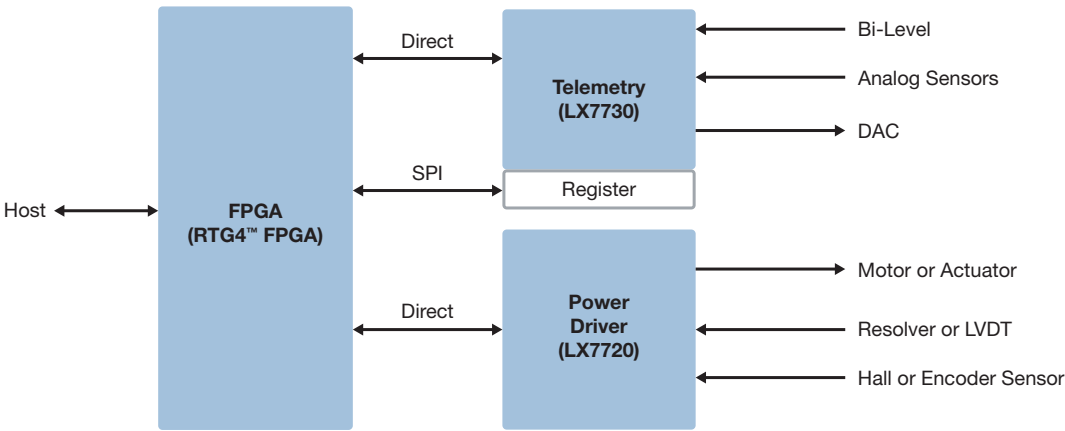 Host
FPGA
(RTG4™ FPGA)
Direct
SPI
Direct
Telemetry
(LX7730)
Register
Power
Driver
(LX7720)
Bi-Level
Analog Sensors
DAC
Motor or Actuator
Resolver or LVDT
Hall or Encoder Sensor